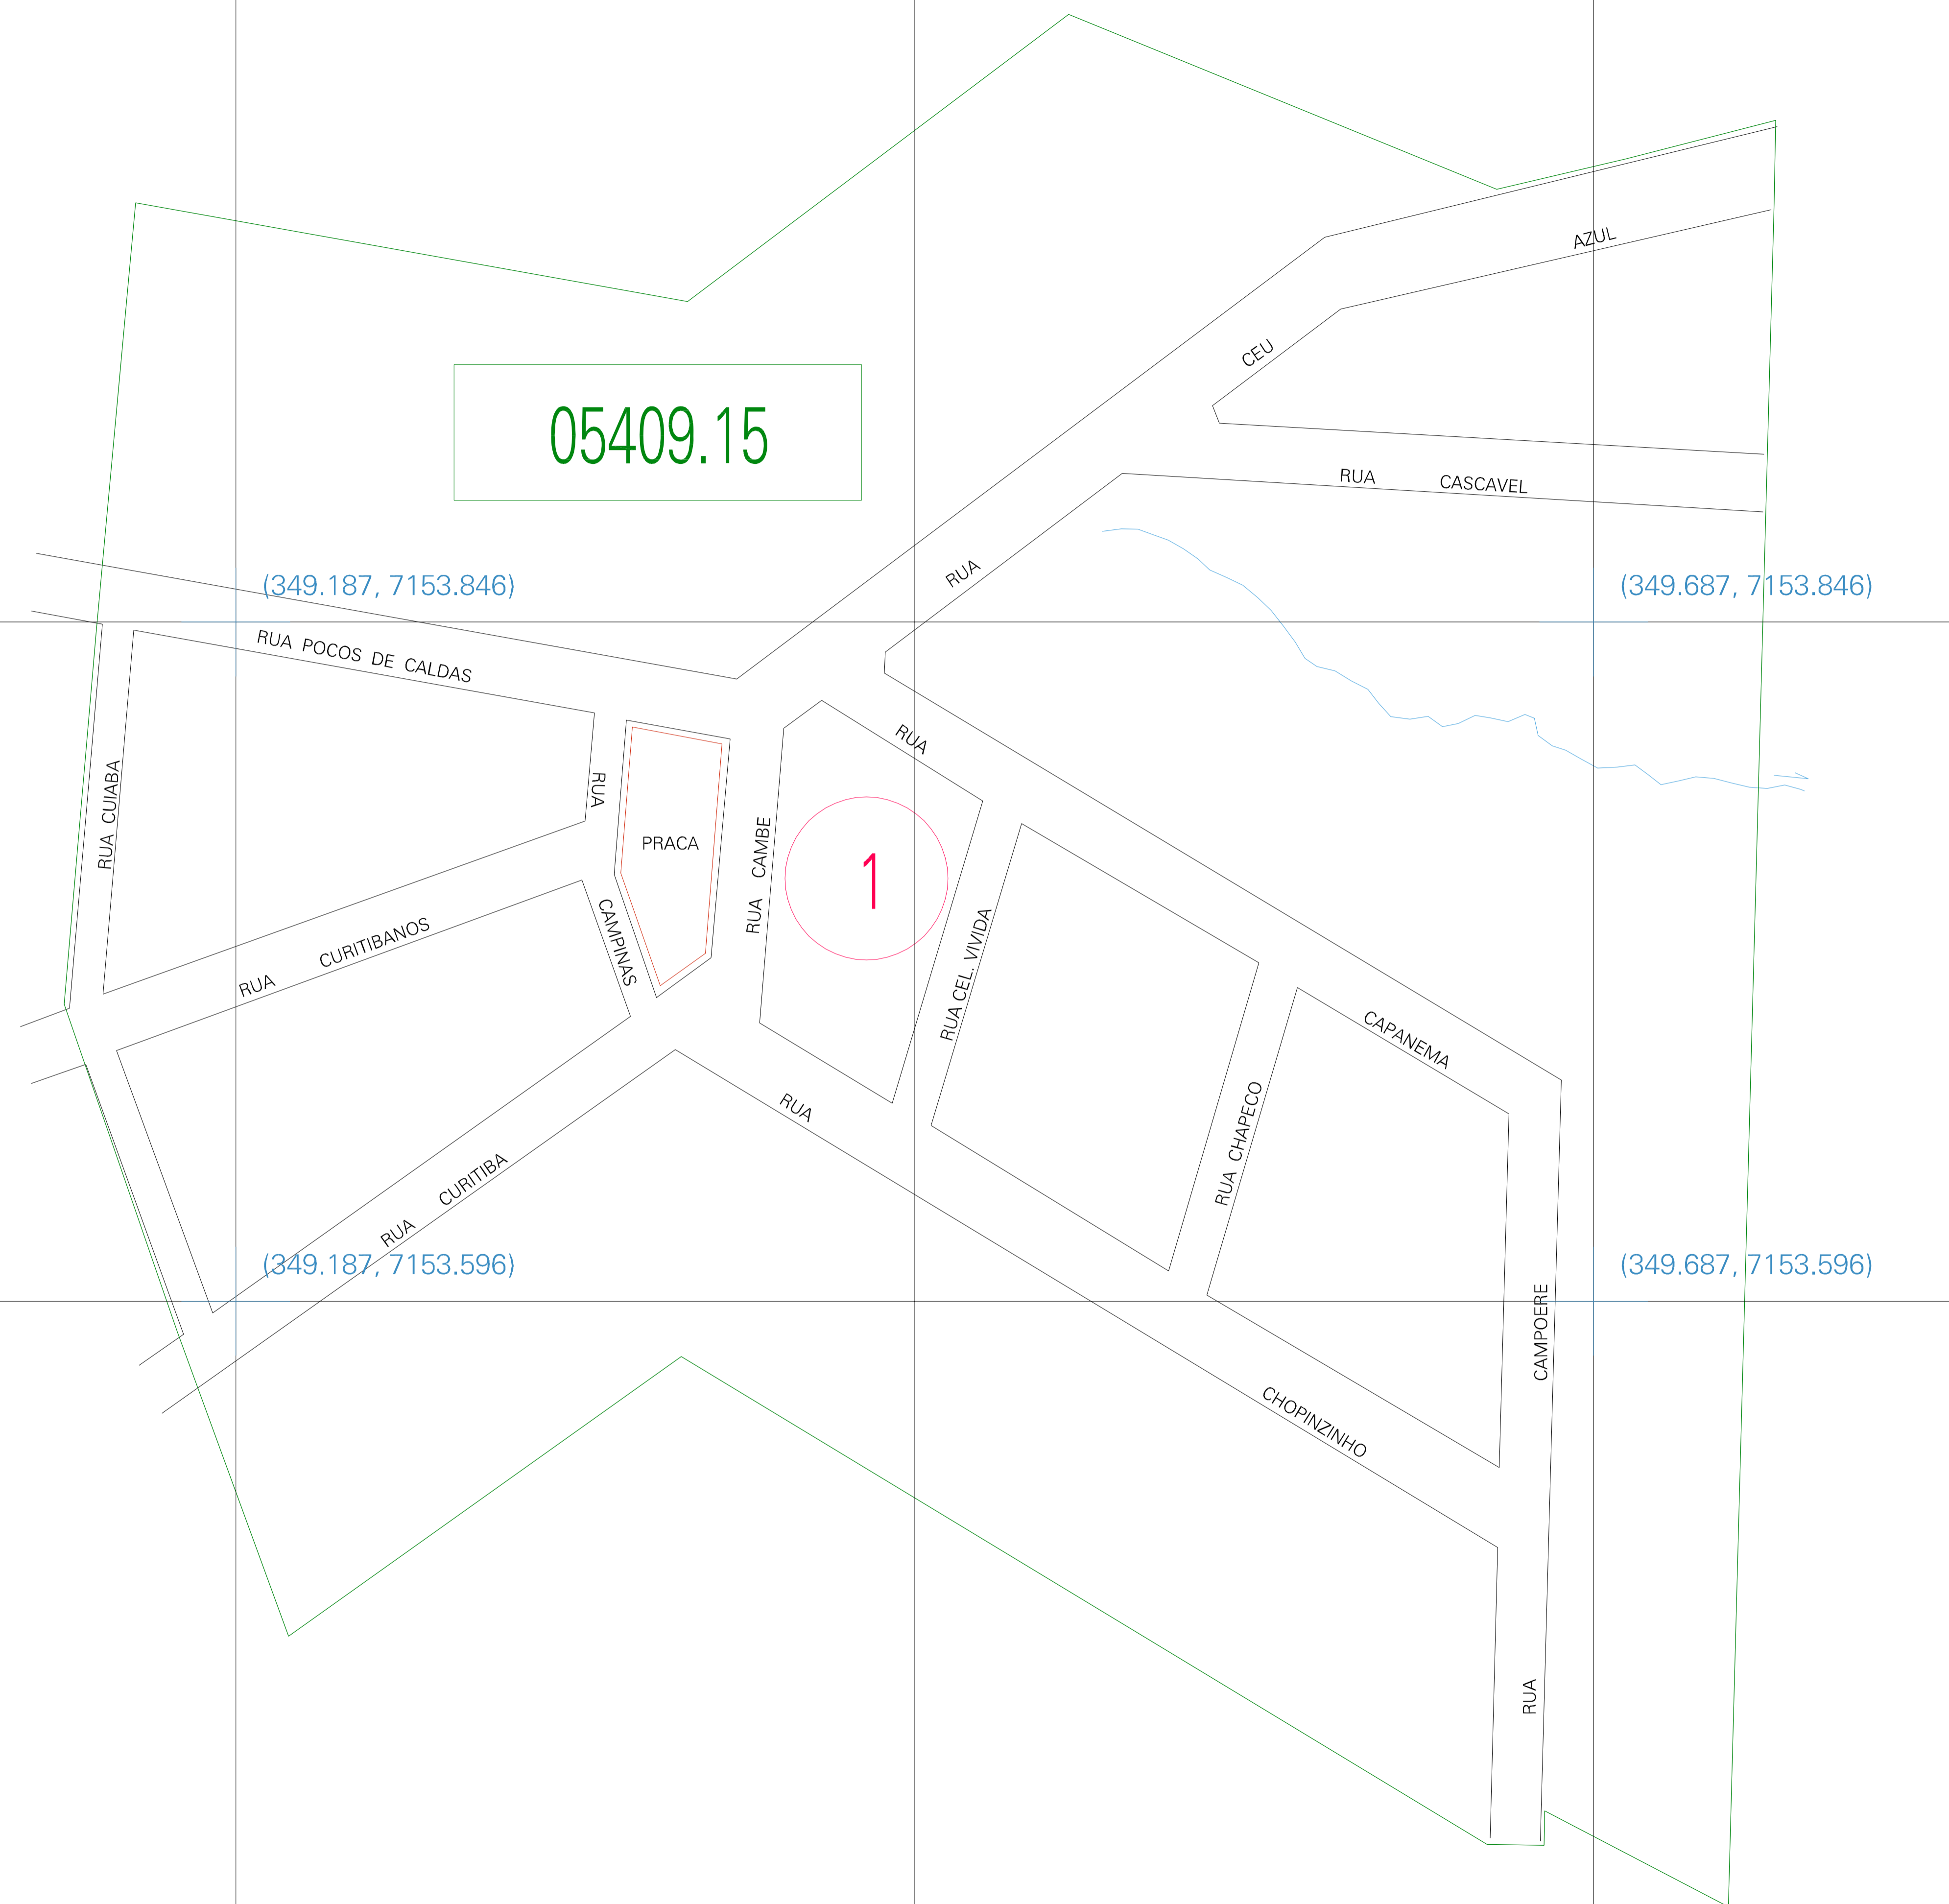 AZUL
CEU
05409.15
RUA CASCAVEL
RUA
(349.187, 7153.846)
(349.687, 7153.846)
RUA POCOS DE CALDAS
RUA
RUA
RUA CUIABA
PRACA
RUA CAMBE
1
CAMPINAS
RUA CURITIBANOS
RUA CEL. VIVIDA
CAPANEMA
RUA
RUA CHAPECO
RUA CURITIBA
(349.187, 7153.596)
(349.687, 7153.596)
CAMPOERE
CHOPINZINHO
RUA